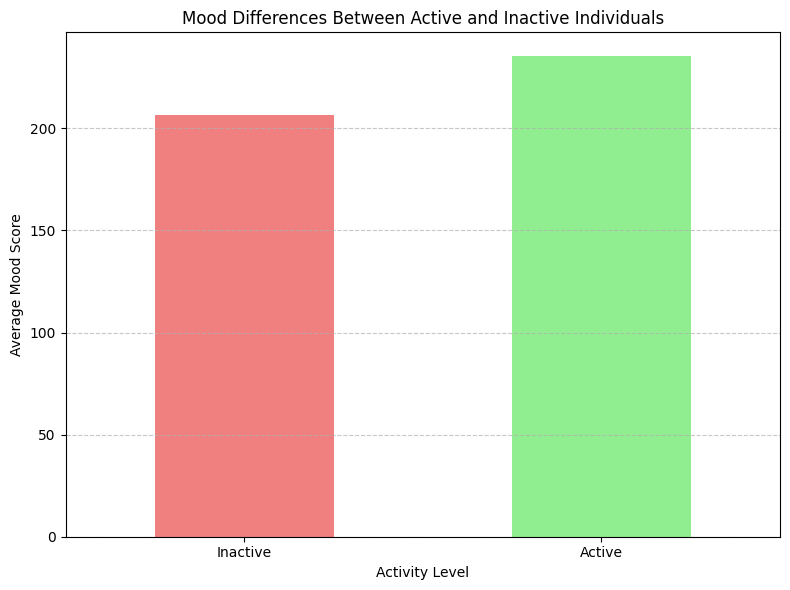 Mood Differences Between Active and Inactive Individuals
Average Mood Score
200
150
100
50
0
Inactive
Active
Activity Level